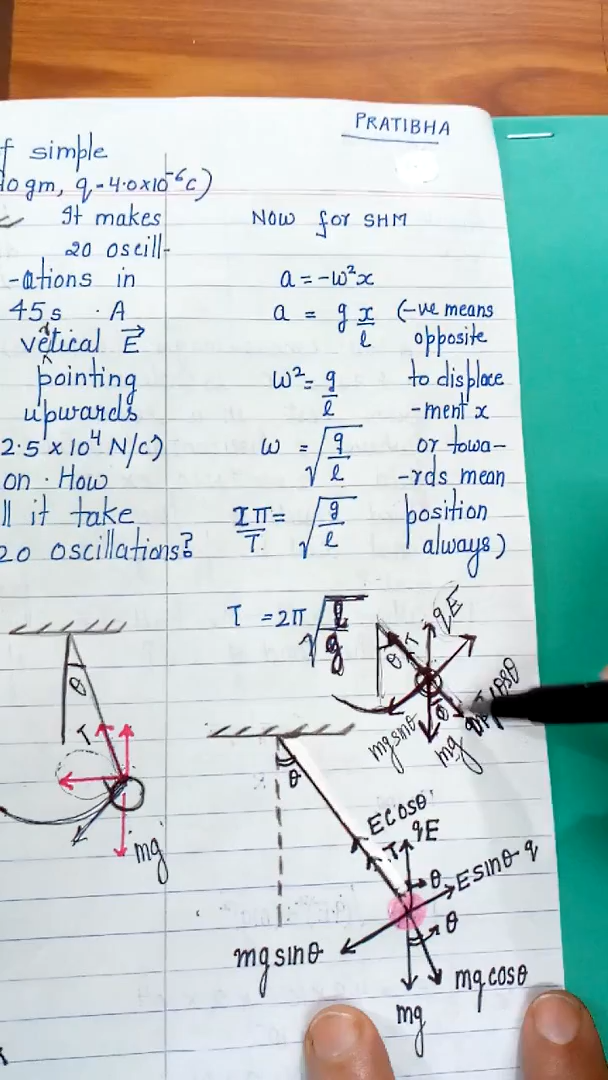 PRATIBHA
f simple
10 gm, q - 4.0×10⁻⁶C)
It makes
20 oscill-
-ations in
45s . A
vetical E⃗
pointing
upwards
2.5 × 10⁴ N/C)
on . How
ll it take
20 oscillations?
θ
T
mg
NOW for SHM
a = -ω²x
a = g x/l (-ve means
opposite
ω² = g/l to displace
-ment x
ω = √g/l or towa-
-rds mean
2π/T = √g/l position
always)
T = 2π √l/g
qE
T
θ
θ
mg sinθ
mg
cosθ
θ
E cosθ
T
qE
θ
E sinθ q
θ
mg sinθ
mg cosθ
mg